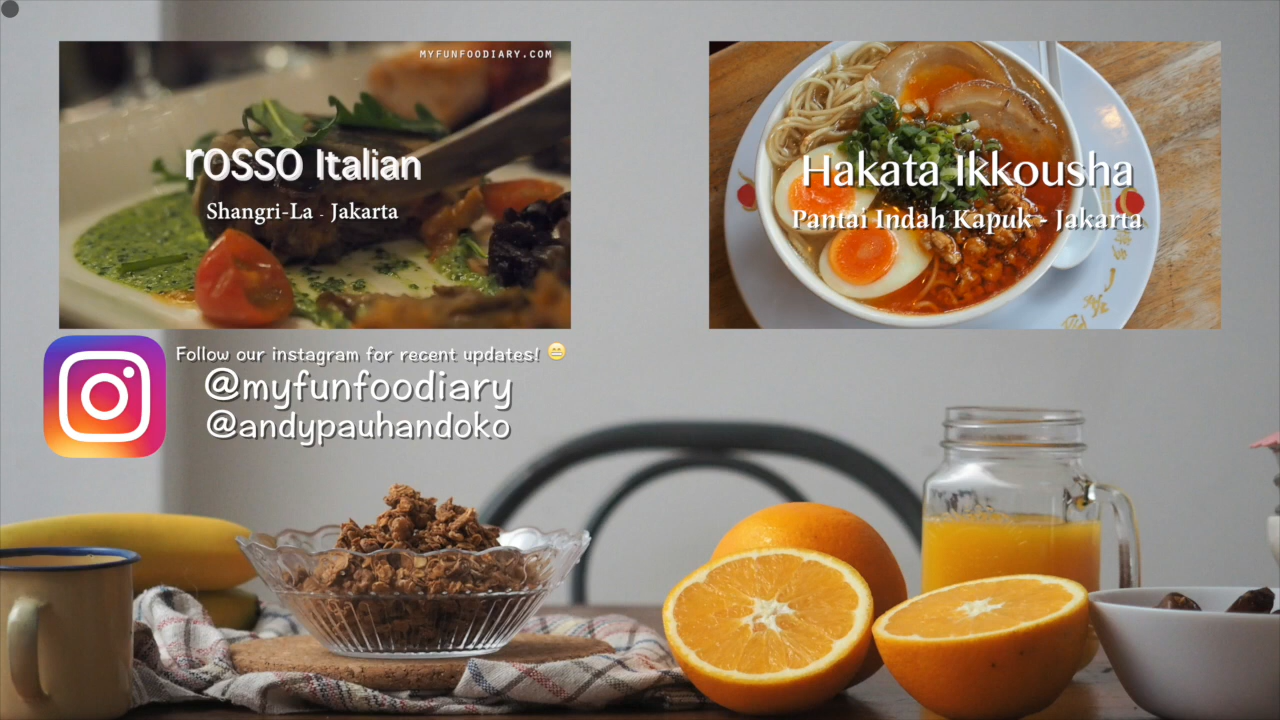 MYFUNFOODIARY.COM
rosso Italian
Shangri-La - Jakarta
Hakata Ikkousha
Pantai Indah Kapuk - Jakarta
Follow our instagram for recent updates! 😁
@myfunfoodiary
@andypauhandoko